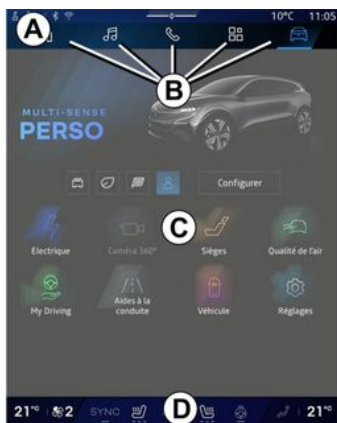 10°C 11:05
A
B
MULTI-SENSE
PERSO
Configurer
C
Electrique
Caméra 360°
Sièges
Qualité de l'air
My Driving
Aides à la
conduite
Véhicule
Réglages
21°° 2 SYNC D 21°°